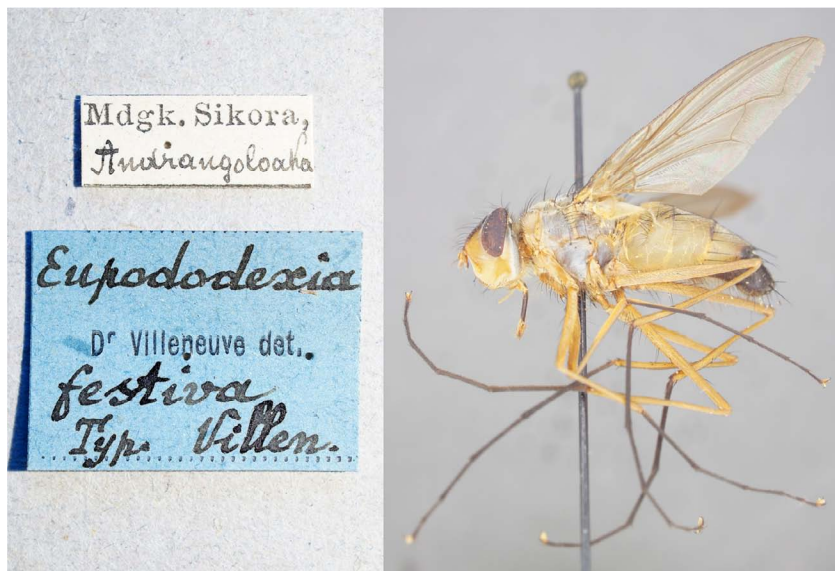 Mdgk. Sikora,
Andrangoloaka
Eupododexia
Dr Villeneuve det.
festiva
Typ. Villen.